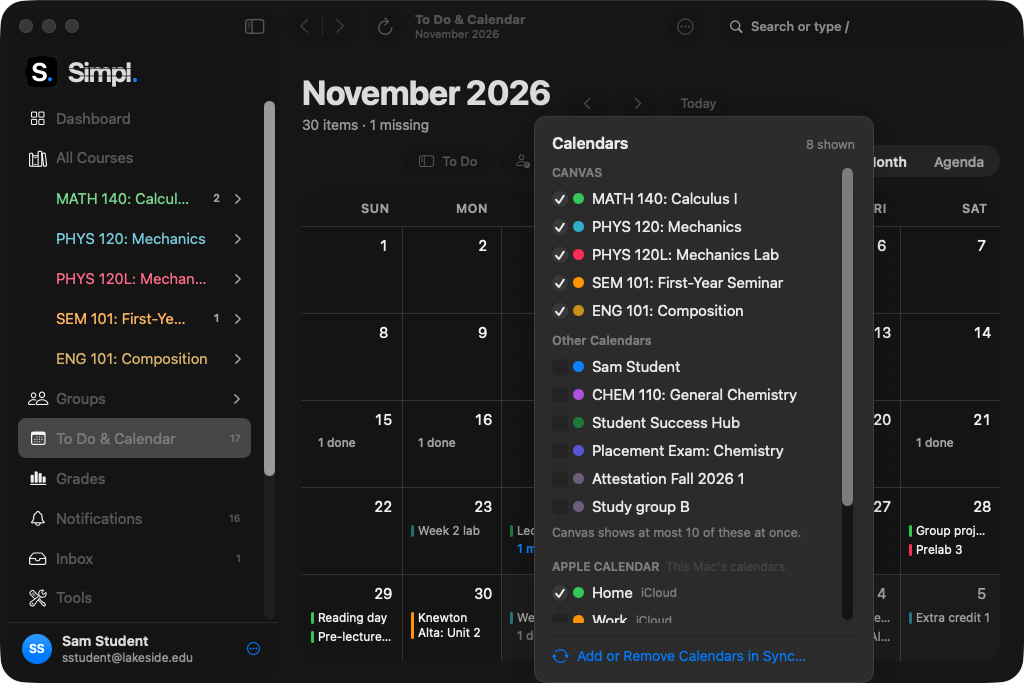 To Do & Calendar
November 2026
Search or type /
S. Simpl.
Dashboard
All Courses
MATH 140: Calcul... 2
PHYS 120: Mechanics
PHYS 120L: Mechan...
SEM 101: First-Ye... 1
ENG 101: Composition
Groups
To Do & Calendar 17
Grades
Notifications 16
Inbox 1
Tools
SS
Sam Student
sstudent@lakeside.edu
November 2026
Today
30 items · 1 missing
To Do
Agenda
SUN MON SAT
1 2 6 7
8 9 13 14
15 16 20 21
1 done 1 done 1 done
22 23 27 28
Week 2 lab
Group proj...
Prelab 3
29 30 4 5
Reading day
Pre-lecture...
Knewton
Alta: Unit 2
Extra credit 1
Calendars 8 shown
CANVAS
MATH 140: Calculus I
PHYS 120: Mechanics
PHYS 120L: Mechanics Lab
SEM 101: First-Year Seminar
ENG 101: Composition
Other Calendars
Sam Student
CHEM 110: General Chemistry
Student Success Hub
Placement Exam: Chemistry
Attestation Fall 2026 1
Study group B
Canvas shows at most 10 of these at once.
APPLE CALENDAR This Mac's calendars
Home iCloud
Work iCloud
Add or Remove Calendars in Sync...